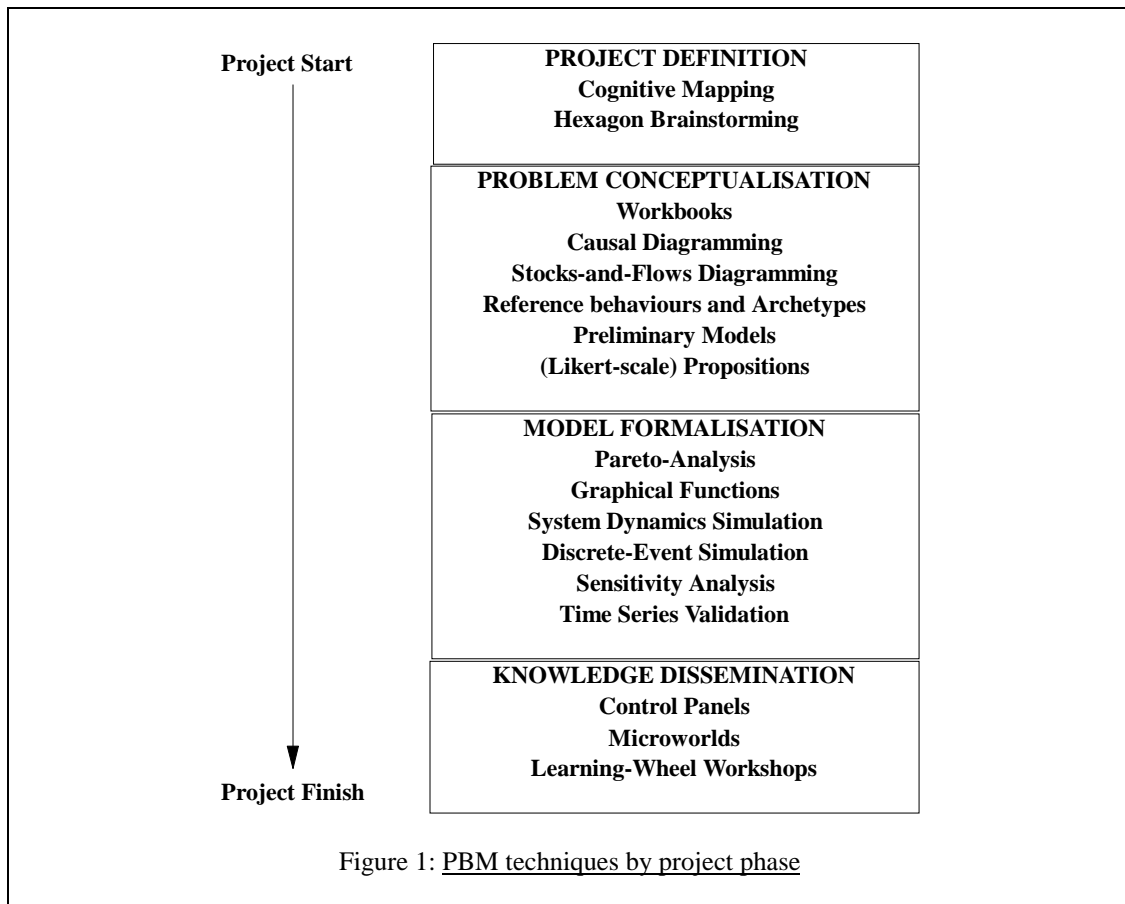 Project Start
PROJECT DEFINITION
Cognitive Mapping
Hexagon Brainstorming
PROBLEM CONCEPTUALISATION
Workbooks
Causal Diagramming
Stocks-and-Flows Diagramming
Reference behaviours and Archetypes
Preliminary Models
(Likert-scale) Propositions
MODEL FORMALISATION
Pareto-Analysis
Graphical Functions
System Dynamics Simulation
Discrete-Event Simulation
Sensitivity Analysis
Time Series Validation
KNOWLEDGE DISSEMINATION
Control Panels
Microworlds
Learning-Wheel Workshops
Project Finish
Figure 1: PBM techniques by project phase